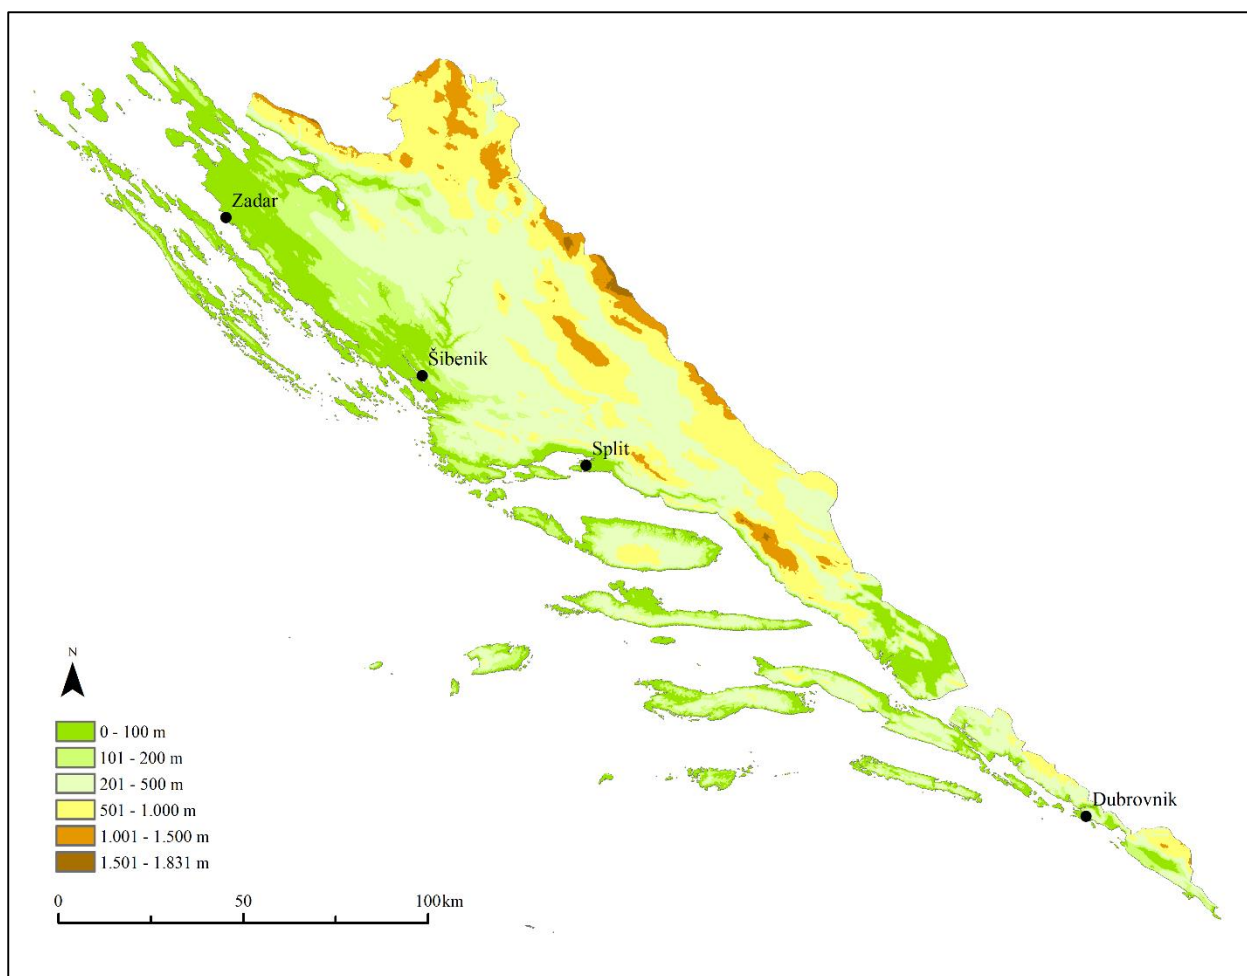 Zadar
Šibenik
Split
Dubrovnik
N
0 - 100 m
101 - 200 m
201 - 500 m
501 - 1.000 m
1.001 - 1.500 m
1.501 - 1.831 m
0 50 100km